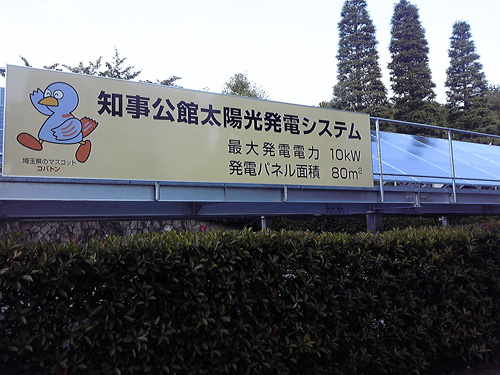 知事公館太陽光発電システム
最大発電電力 10kW
発電パネル面積 80m²
埼玉県のマスコット
コバトン